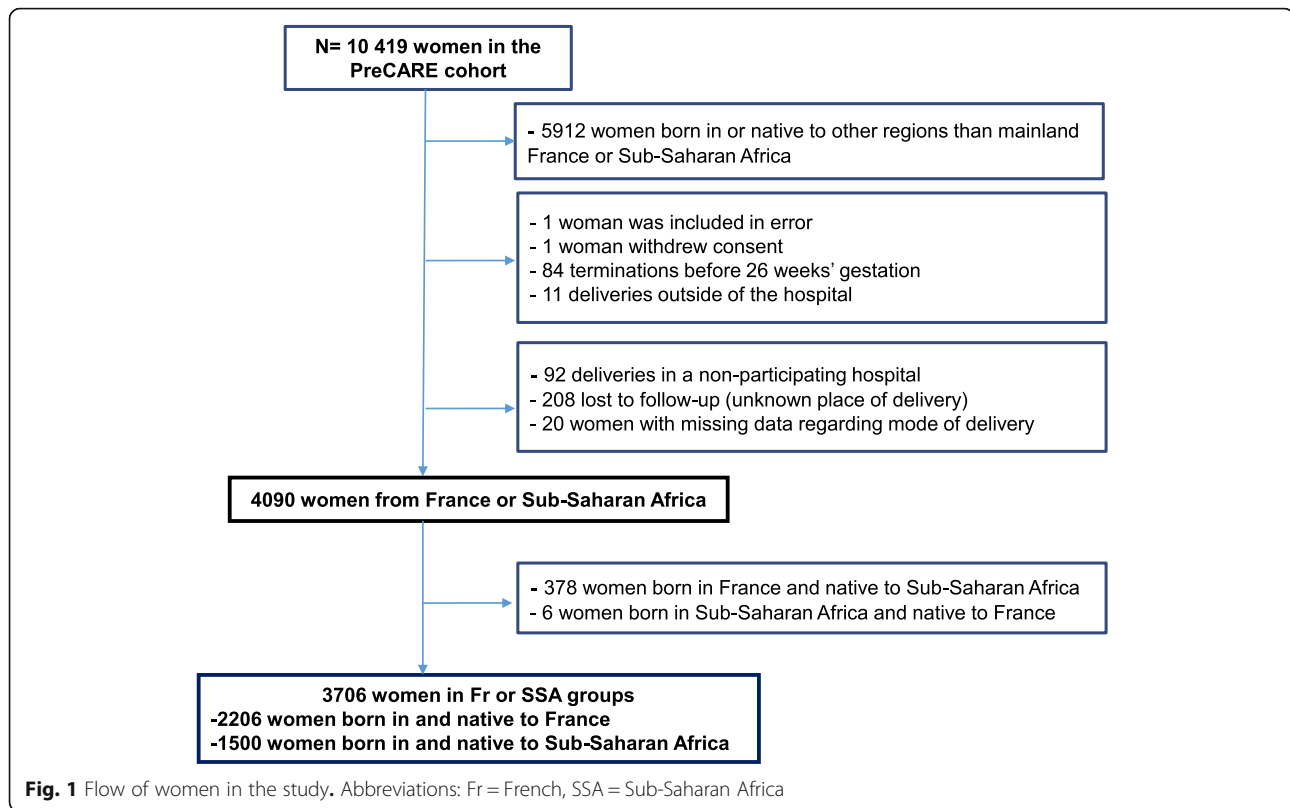 N= 10 419 women in the
PreCARE cohort
- 5912 women born in or native to other regions than mainland
France or Sub-Saharan Africa
- 1 woman was included in error
- 1 woman withdrew consent
- 84 terminations before 26 weeks' gestation
- 11 deliveries outside of the hospital
- 92 deliveries in a non-participating hospital
- 208 lost to follow-up (unknown place of delivery)
- 20 women with missing data regarding mode of delivery
4090 women from France or Sub-Saharan Africa
- 378 women born in France and native to Sub-Saharan Africa
- 6 women born in Sub-Saharan Africa and native to France
3706 women in Fr or SSA groups
-2206 women born in and native to France
-1500 women born in and native to Sub-Saharan Africa
Fig. 1 Flow of women in the study. Abbreviations: Fr = French, SSA = Sub-Saharan Africa